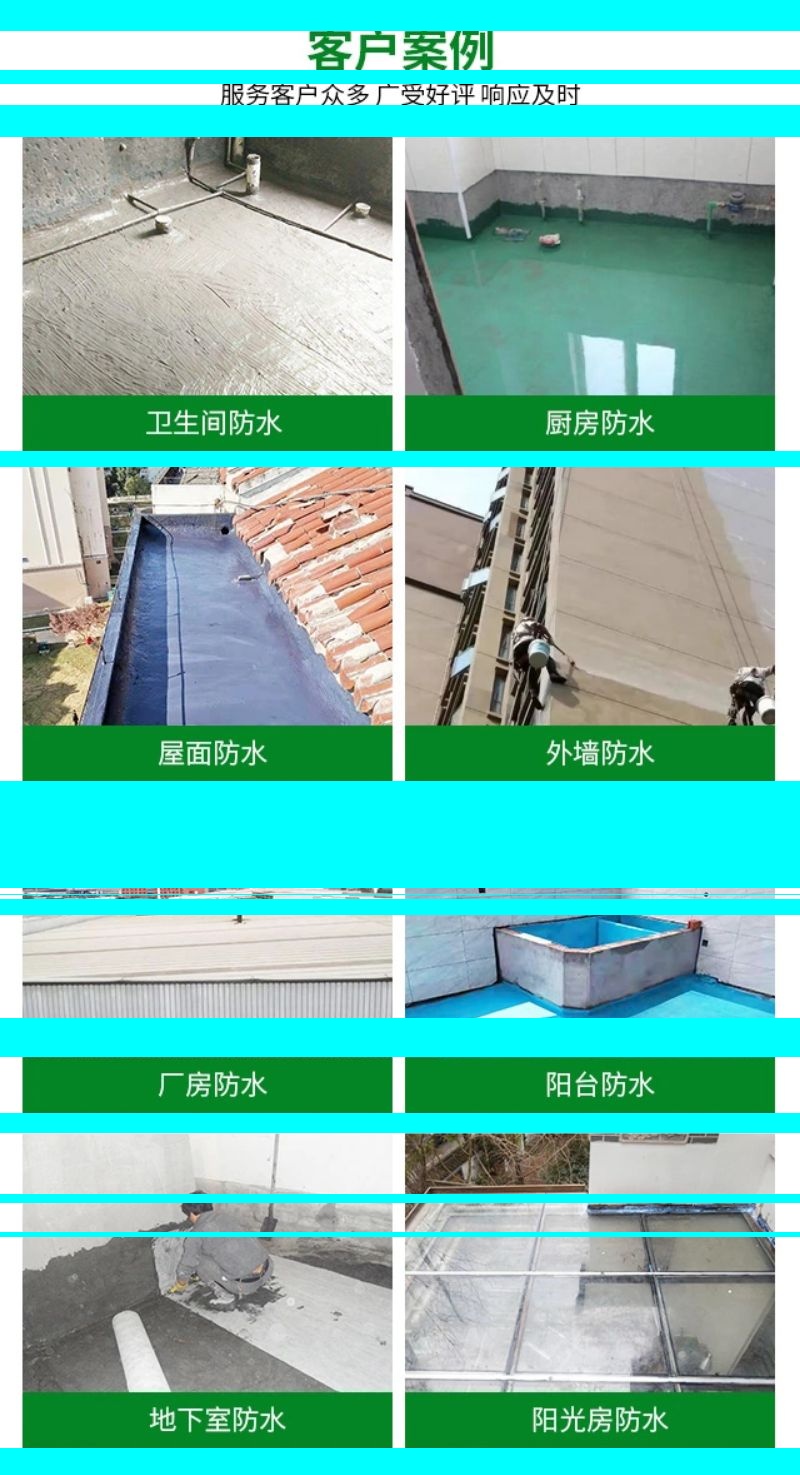 客户案例
服务客户众多 广受好评 响应及时
卫生间防水
厨房防水
屋面防水
外墙防水
厂房防水
阳台防水
地下室防水
阳光房防水